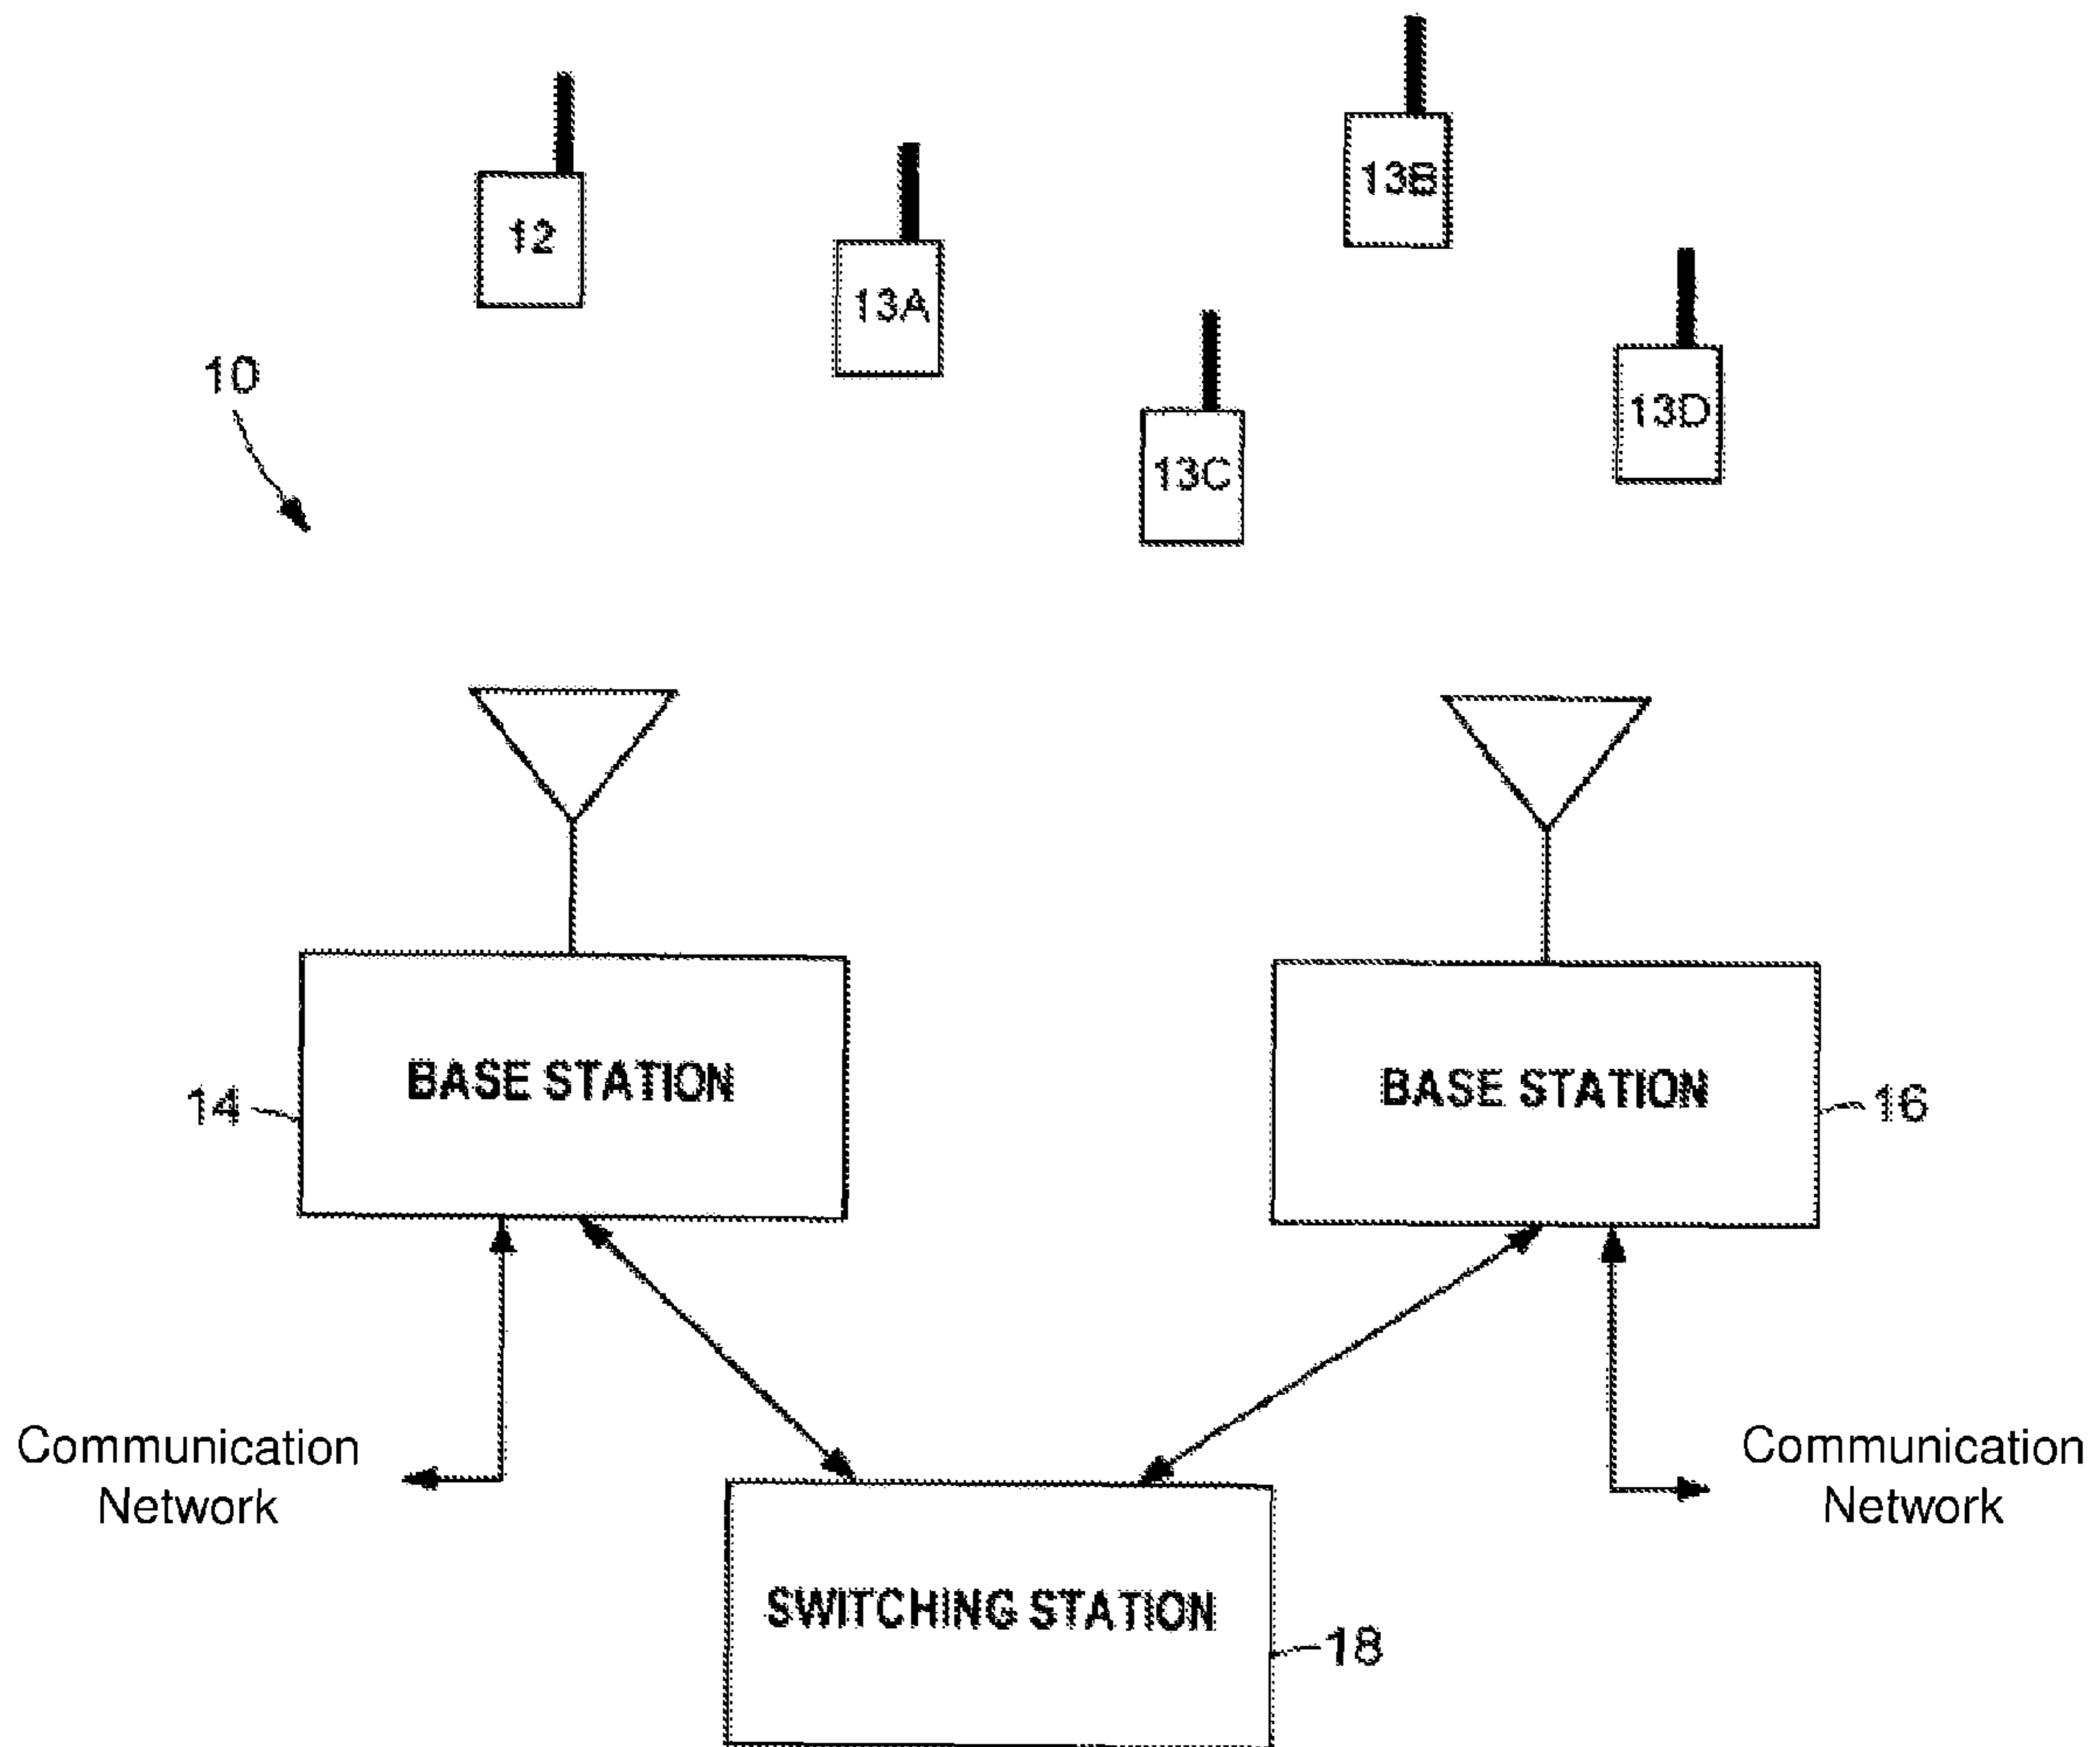 13B
12
13A
10
13D
13C
BASE STATION
14
BASE STATION
16
Communication
Network
Communication
Network
SWITCHING STATION
18